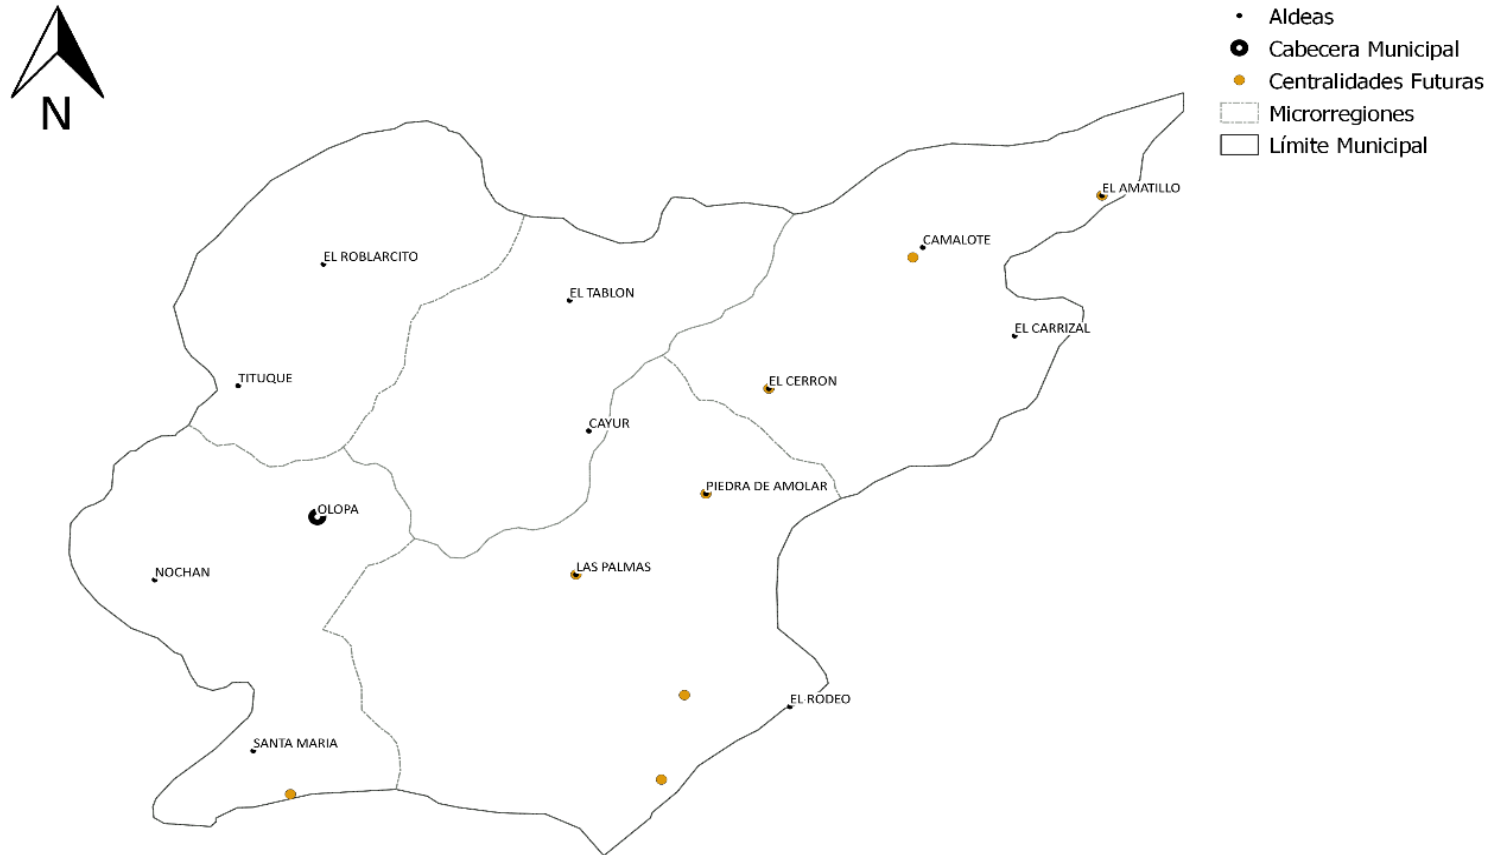 N
Aldeas
Cabecera Municipal
Centralidades Futuras
Microrregiones
Límite Municipal
EL AMATILLO
CAMALOTE
EL ROBLARCITO
EL TABLON
EL CARRIZAL
TITUQUE
EL CERRON
CAYUR
PIEDRA DE AMOLAR
OLOPA
LAS PALMAS
NOCHAN
EL RODEO
SANTA MARIA